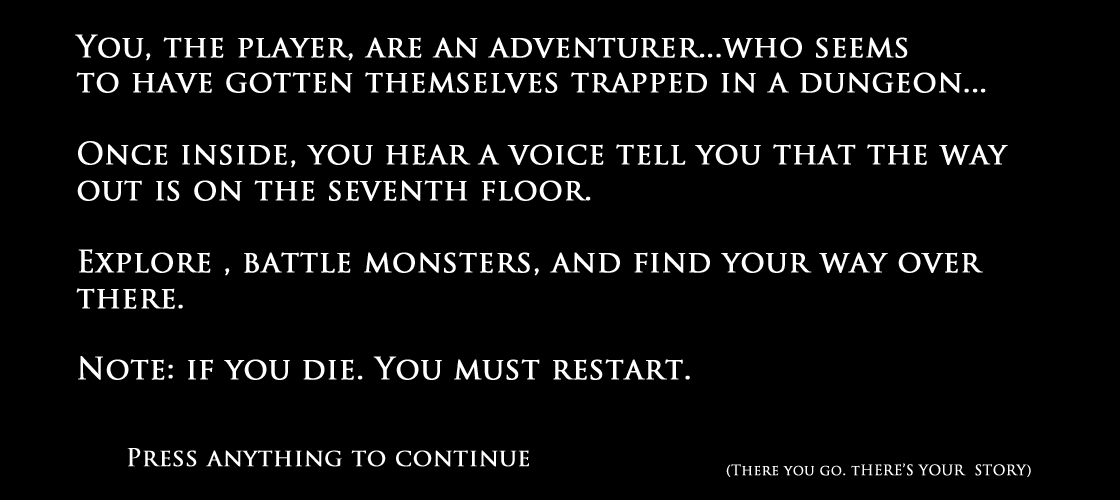 You, the player, are an adventurer...who seems
to have gotten themselves trapped in a dungeon...
Once inside, you hear a voice tell you that the way
out is on the seventh floor.
Explore , battle monsters, and find your way over
there.
Note: if you die. You must restart.
Press anything to continue
(There you go. tHERE'S YOUR STORY)